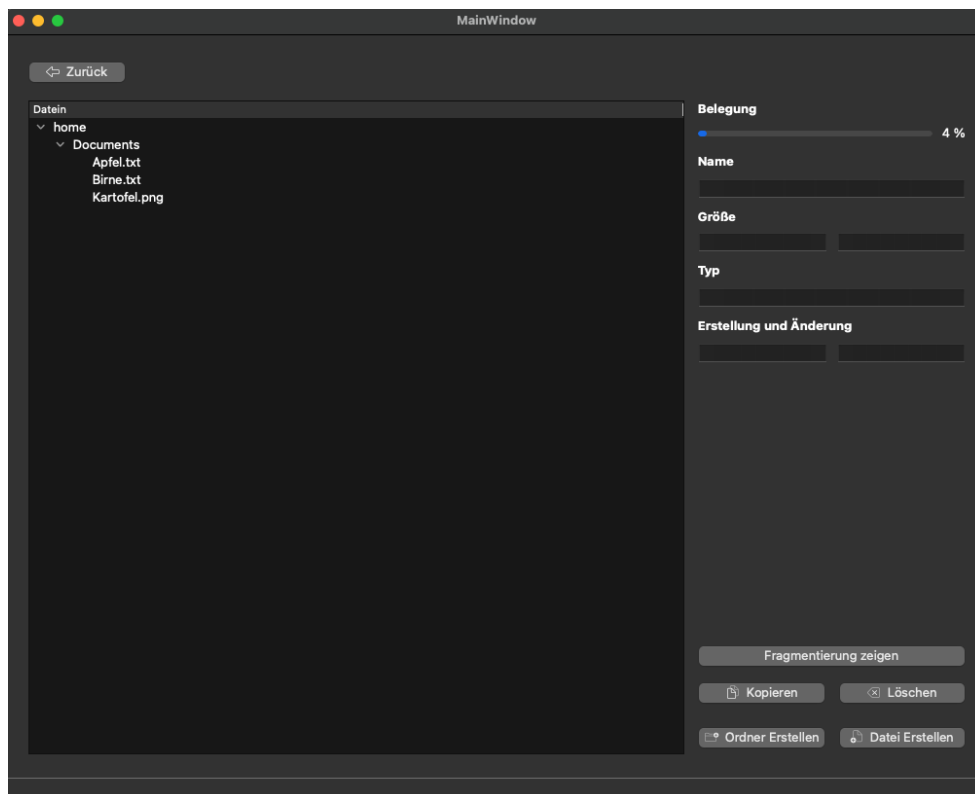 MainWindow
Zurück
Datein
home
Documents
Apfel.txt
Birne.txt
Kartofel.png
Belegung
4 %
Name
Größe
Typ
Erstellung und Änderung
Fragmentierung zeigen
Kopieren Löschen
Ordner Erstellen Datei Erstellen